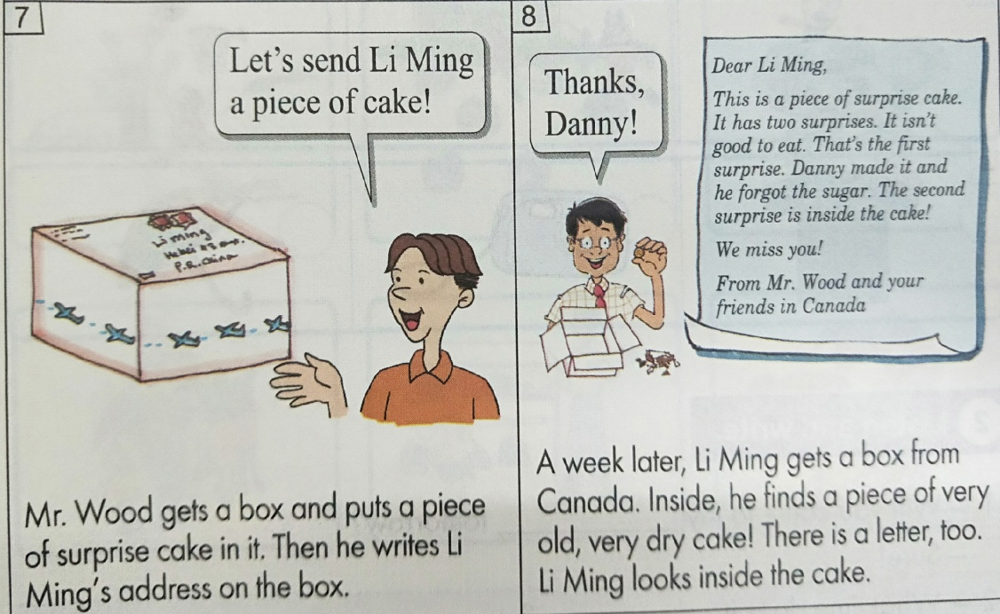 7
Let's send Li Ming
a piece of cake!
Li Ming
P.R. China
Mr. Wood gets a box and puts a piece
of surprise cake in it. Then he writes Li
Ming's address on the box.
8
Thanks,
Danny!
Dear Li Ming,
This is a piece of surprise cake.
It has two surprises. It isn't
good to eat. That's the first
surprise. Danny made it and
he forgot the sugar. The second
surprise is inside the cake!
We miss you!
From Mr. Wood and your
friends in Canada
A week later, Li Ming gets a box from
Canada. Inside, he finds a piece of very
old, very dry cake! There is a letter, too.
Li Ming looks inside the cake.